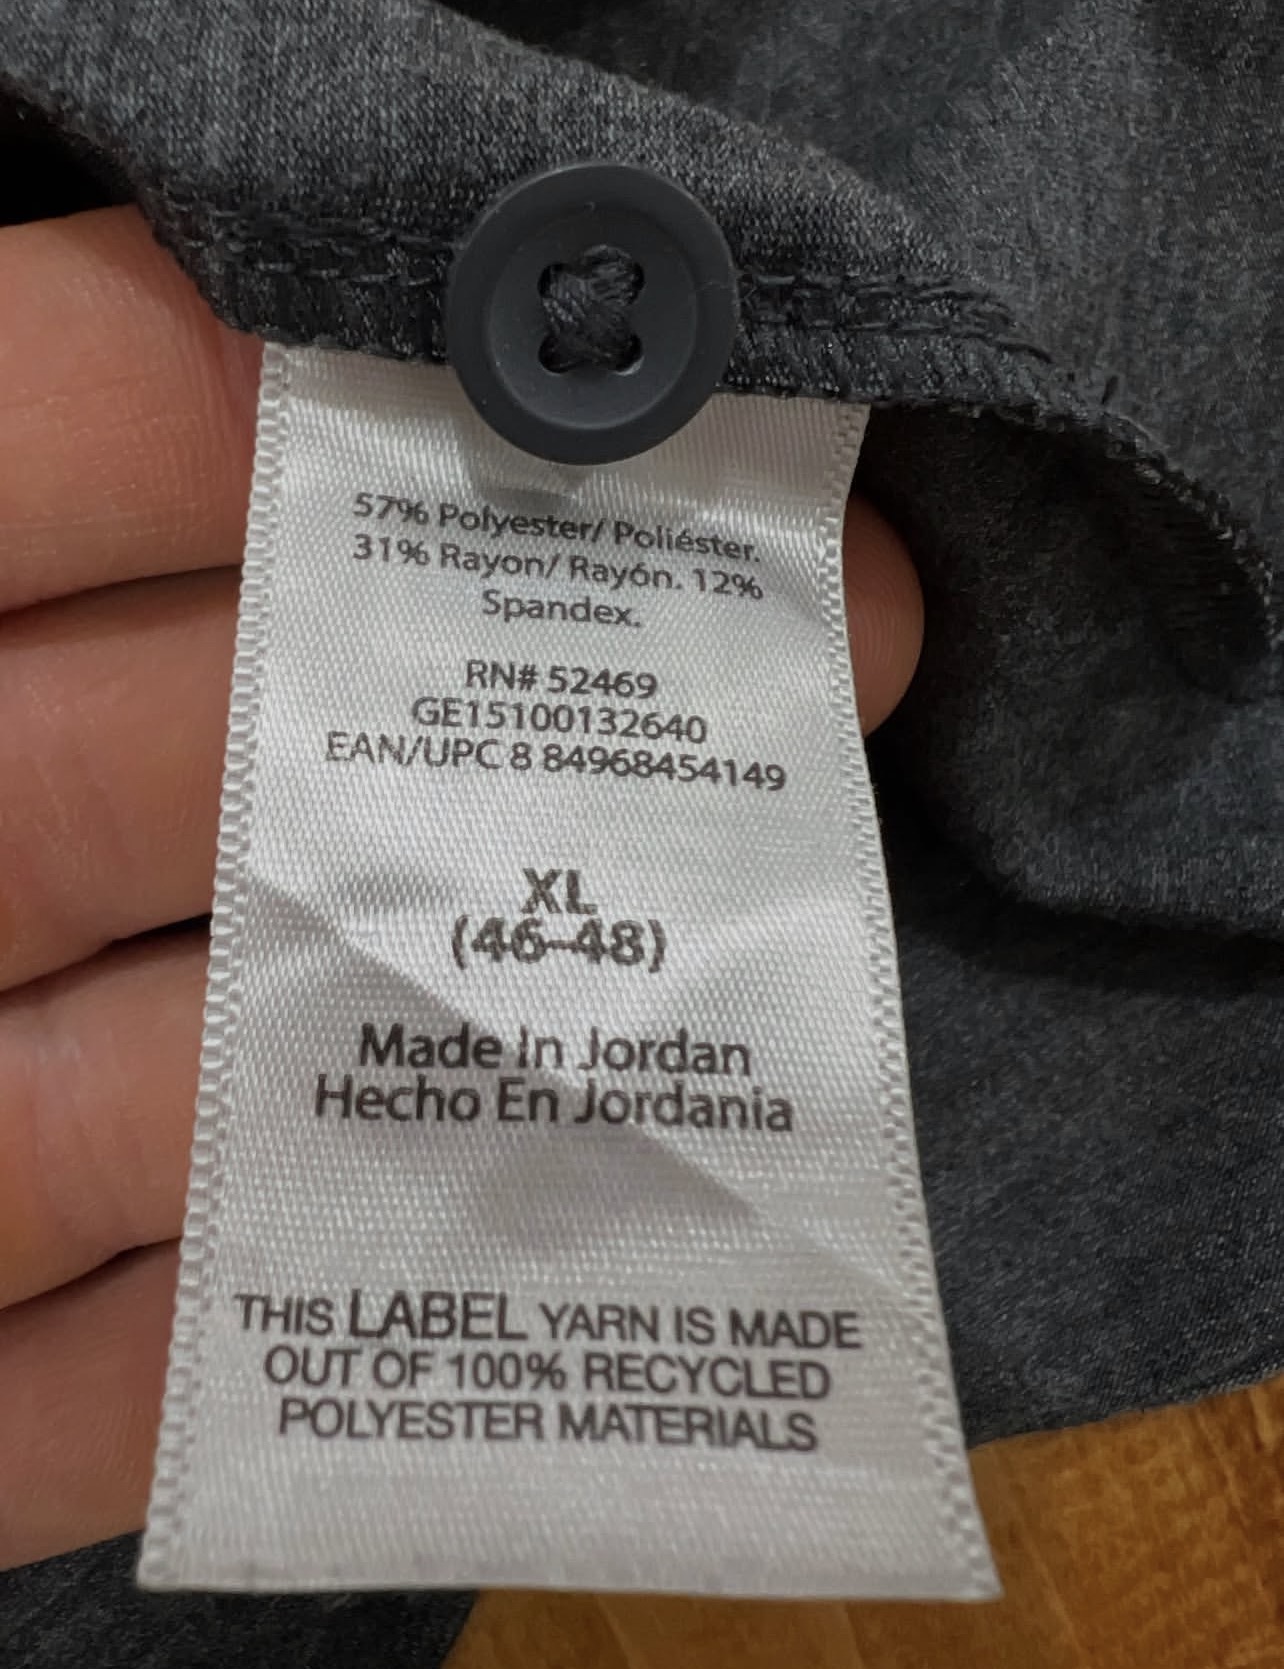 57% Polyester/ Poliéster.
31% Rayon/ Rayón. 12%
Spandex.
RN# 52469
GE15100132640
EAN/UPC 8 84968454149
XL
(46-48)
Made In Jordan
Hecho En Jordania
THIS LABEL YARN IS MADE
OUT OF 100% RECYCLED
POLYESTER MATERIALS